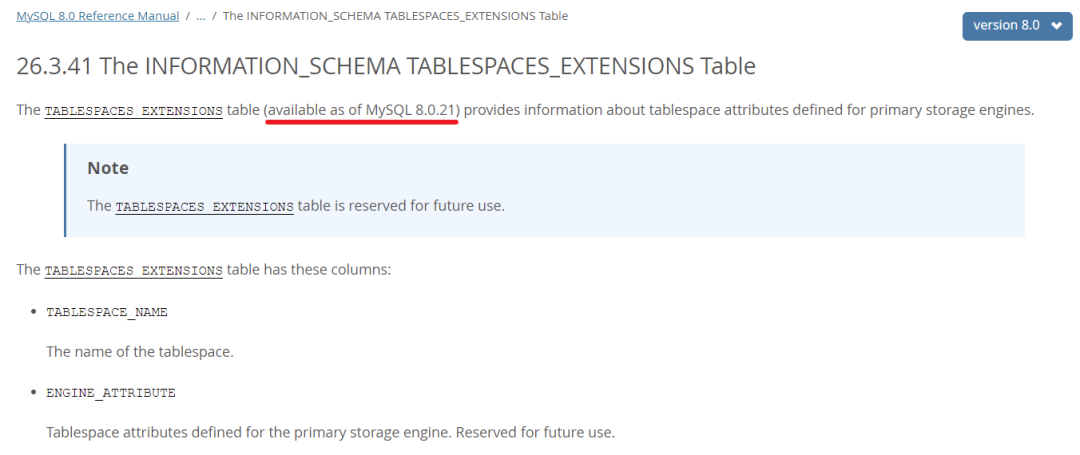 MySQL 8.0 Reference Manual / ... / The INFORMATION_SCHEMA TABLESPACES_EXTENSIONS Table
version 8.0
26.3.41 The INFORMATION_SCHEMA TABLESPACES_EXTENSIONS Table
The TABLESPACES_EXTENSIONS table (available as of MySQL 8.0.21) provides information about tablespace attributes defined for primary storage engines.
Note
The TABLESPACES_EXTENSIONS table is reserved for future use.
The TABLESPACES_EXTENSIONS table has these columns:
• TABLESPACE_NAME
The name of the tablespace.
• ENGINE_ATTRIBUTE
Tablespace attributes defined for the primary storage engine. Reserved for future use.